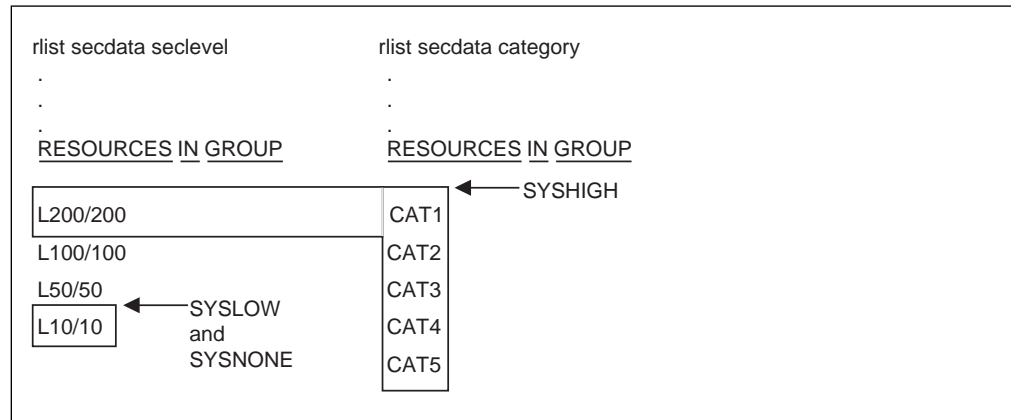 rlist secdata seclevel rlist secdata category
. .
. .
. .
RESOURCES IN GROUP RESOURCES IN GROUP
SYSHIGH
L200/200 CAT1
L100/100 CAT2
L50/50 CAT3
SYSLOW
L10/10 and CAT4
SYSNONE CAT5